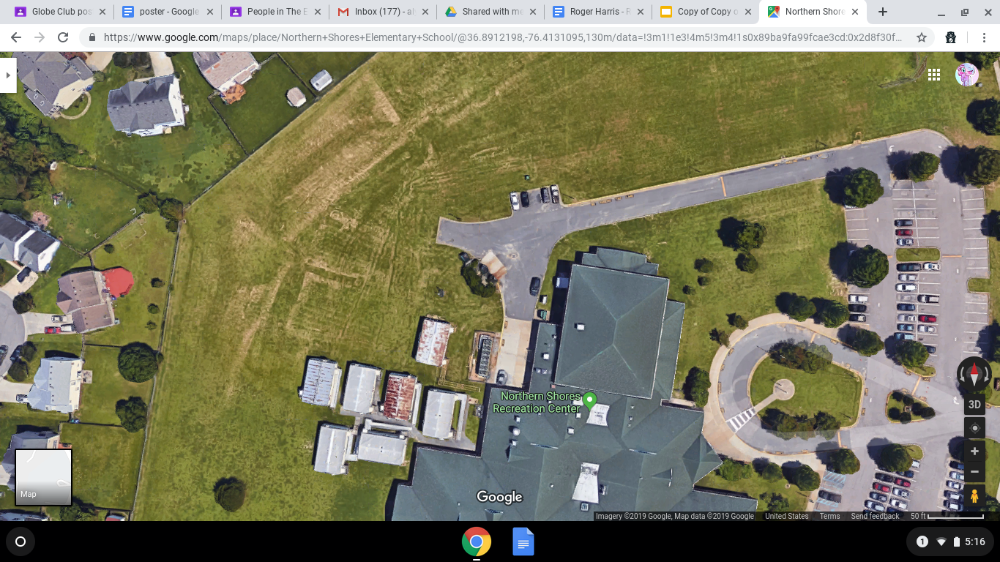 Globe Club pos
poster - Google
People in The E
Inbox (177) - al
Shared with me
Roger Harris - R
Copy of Copy o
Northern Shore
https://www.google.com/maps/place/Northern+Shores+Elementary+School/@36.8912198,-76.4131095,130m/data=!3m1!1e3!4m5!3m4!1s0x89ba9fa99fcae3cd:0x2d8f30f...
Northern Shores
Recreation Center
3D
Map
Google
Imagery ©2019 Google, Map data ©2019 Google United States Terms Send feedback 50 ft
1 5:16